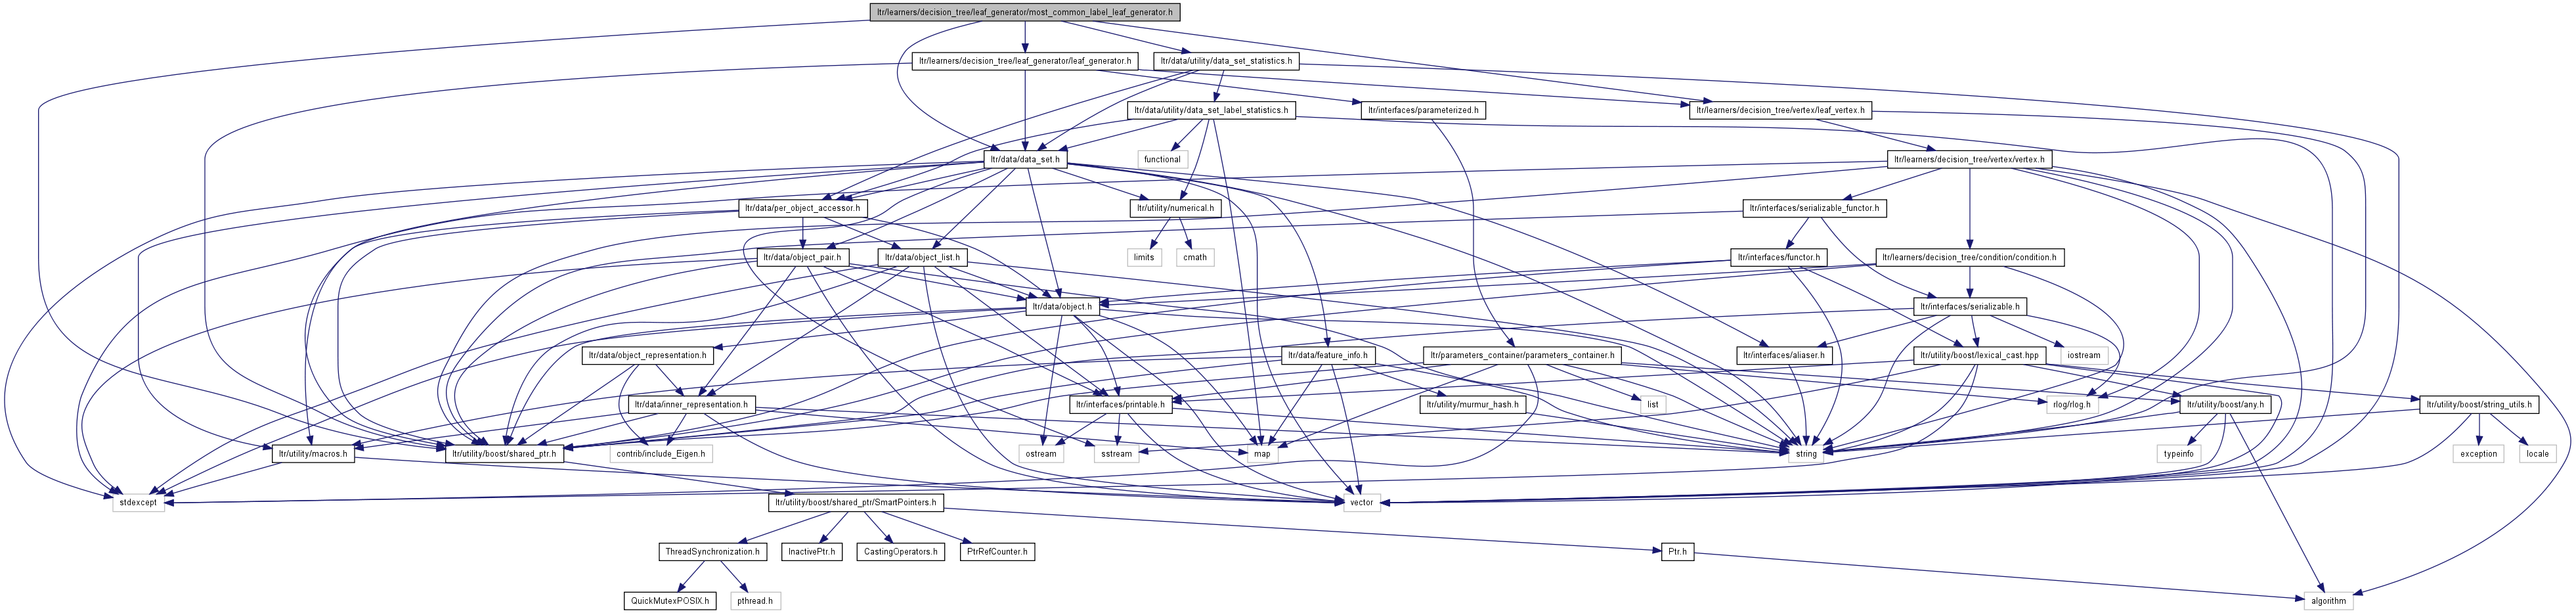 ltr/learners/decision_tree/leaf_generator/most_common_label_leaf_generator.h
ltr/learners/decision_tree/leaf_generator/leaf_generator.h
ltr/data/utility/data_set_statistics.h
ltr/data/utility/data_set_label_statistics.h
ltr/interfaces/parameterized.h
ltr/learners/decision_tree/vertex/leaf_vertex.h
ltr/data/data_set.h
functional
ltr/learners/decision_tree/vertex/vertex.h
ltr/data/per_object_accessor.h
ltr/utility/numerical.h
ltr/interfaces/serializable_functor.h
ltr/data/object_pair.h
ltr/data/object_list.h
limits
cmath
ltr/interfaces/functor.h
ltr/learners/decision_tree/condition/condition.h
ltr/data/object.h
ltr/interfaces/serializable.h
ltr/data/object_representation.h
ltr/data/feature_info.h
ltr/parameters_container/parameters_container.h
ltr/interfaces/aliaser.h
ltr/utility/boost/lexical_cast.hpp
iostream
ltr/data/inner_representation.h
ltr/interfaces/printable.h
ltr/utility/murmur_hash.h
list
rlog/rlog.h
ltr/utility/boost/any.h
ltr/utility/boost/string_utils.h
ltr/utility/macros.h
ltr/utility/boost/shared_ptr.h
contrib/include_Eigen.h
ostream
sstream
map
string
typeinfo
exception
locale
stdexcept
ltr/utility/boost/shared_ptr/SmartPointers.h
vector
ThreadSynchronization.h
InactivePtr.h
CastingOperators.h
PtrRefCounter.h
Ptr.h
QuickMutexPOSIX.h
pthread.h
algorithm